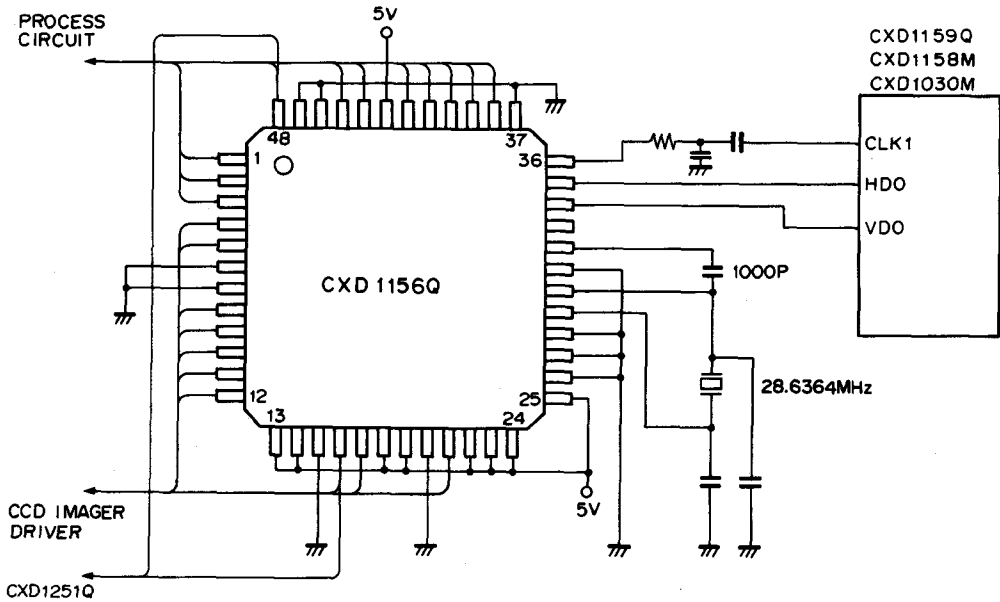 PROCESS
CIRCUIT
5V
CXD1159Q
CXD1158M
CXD1030M
48
37
1
36
CLK1
HDO
VDO
CXD1156Q
1000P
28.6364MHz
12
25
13
24
5V
CCD IMAGER
DRIVER
CXD1251Q